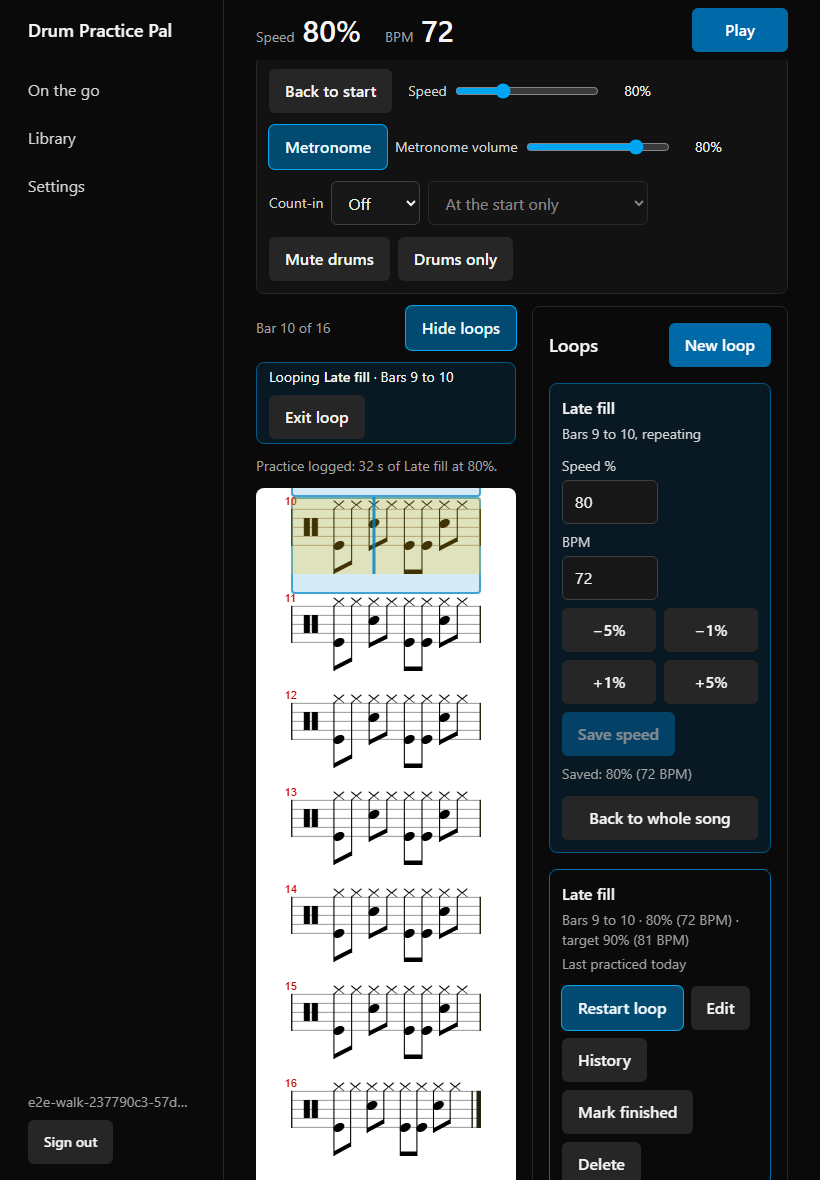 Drum Practice Pal
On the go
Library
Settings
e2e-walk-237790c3-57d...
Sign out
Speed 80% BPM 72
Play
Back to start Speed 80%
Metronome Metronome volume 80%
Count-in Off At the start only
Mute drums Drums only
Bar 10 of 16
Hide loops
Looping Late fill · Bars 9 to 10
Exit loop
Practice logged: 32 s of Late fill at 80%.
10
11
12
13
14
15
16
Loops
New loop
Late fill
Bars 9 to 10, repeating
Speed %
80
BPM
72
−5% −1%
+1% +5%
Save speed
Saved: 80% (72 BPM)
Back to whole song
Late fill
Bars 9 to 10 · 80% (72 BPM) ·
target 90% (81 BPM)
Last practiced today
Restart loop Edit
History
Mark finished
Delete